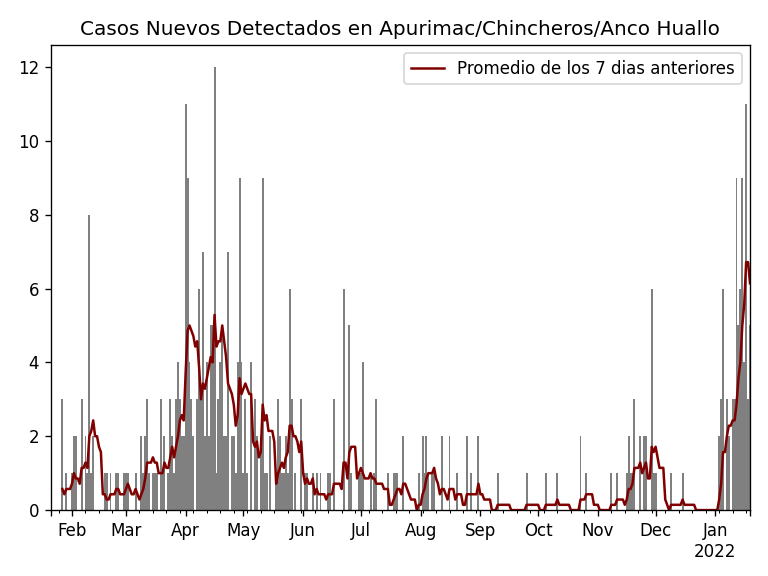 Casos Nuevos Detectados en Apurimac/Chincheros/Anco Huallo
Promedio de los 7 dias anteriores
12
10
8
6
4
2
0
Feb Mar Apr May Jun Jul Aug Sep Oct Nov Dec Jan
2022